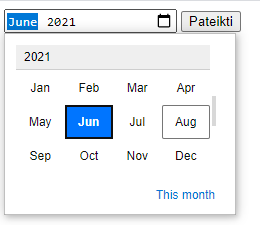 June 2021 Pateikti
2021
Jan Feb Mar Apr
May Jun Jul Aug
Sep Oct Nov Dec
This month